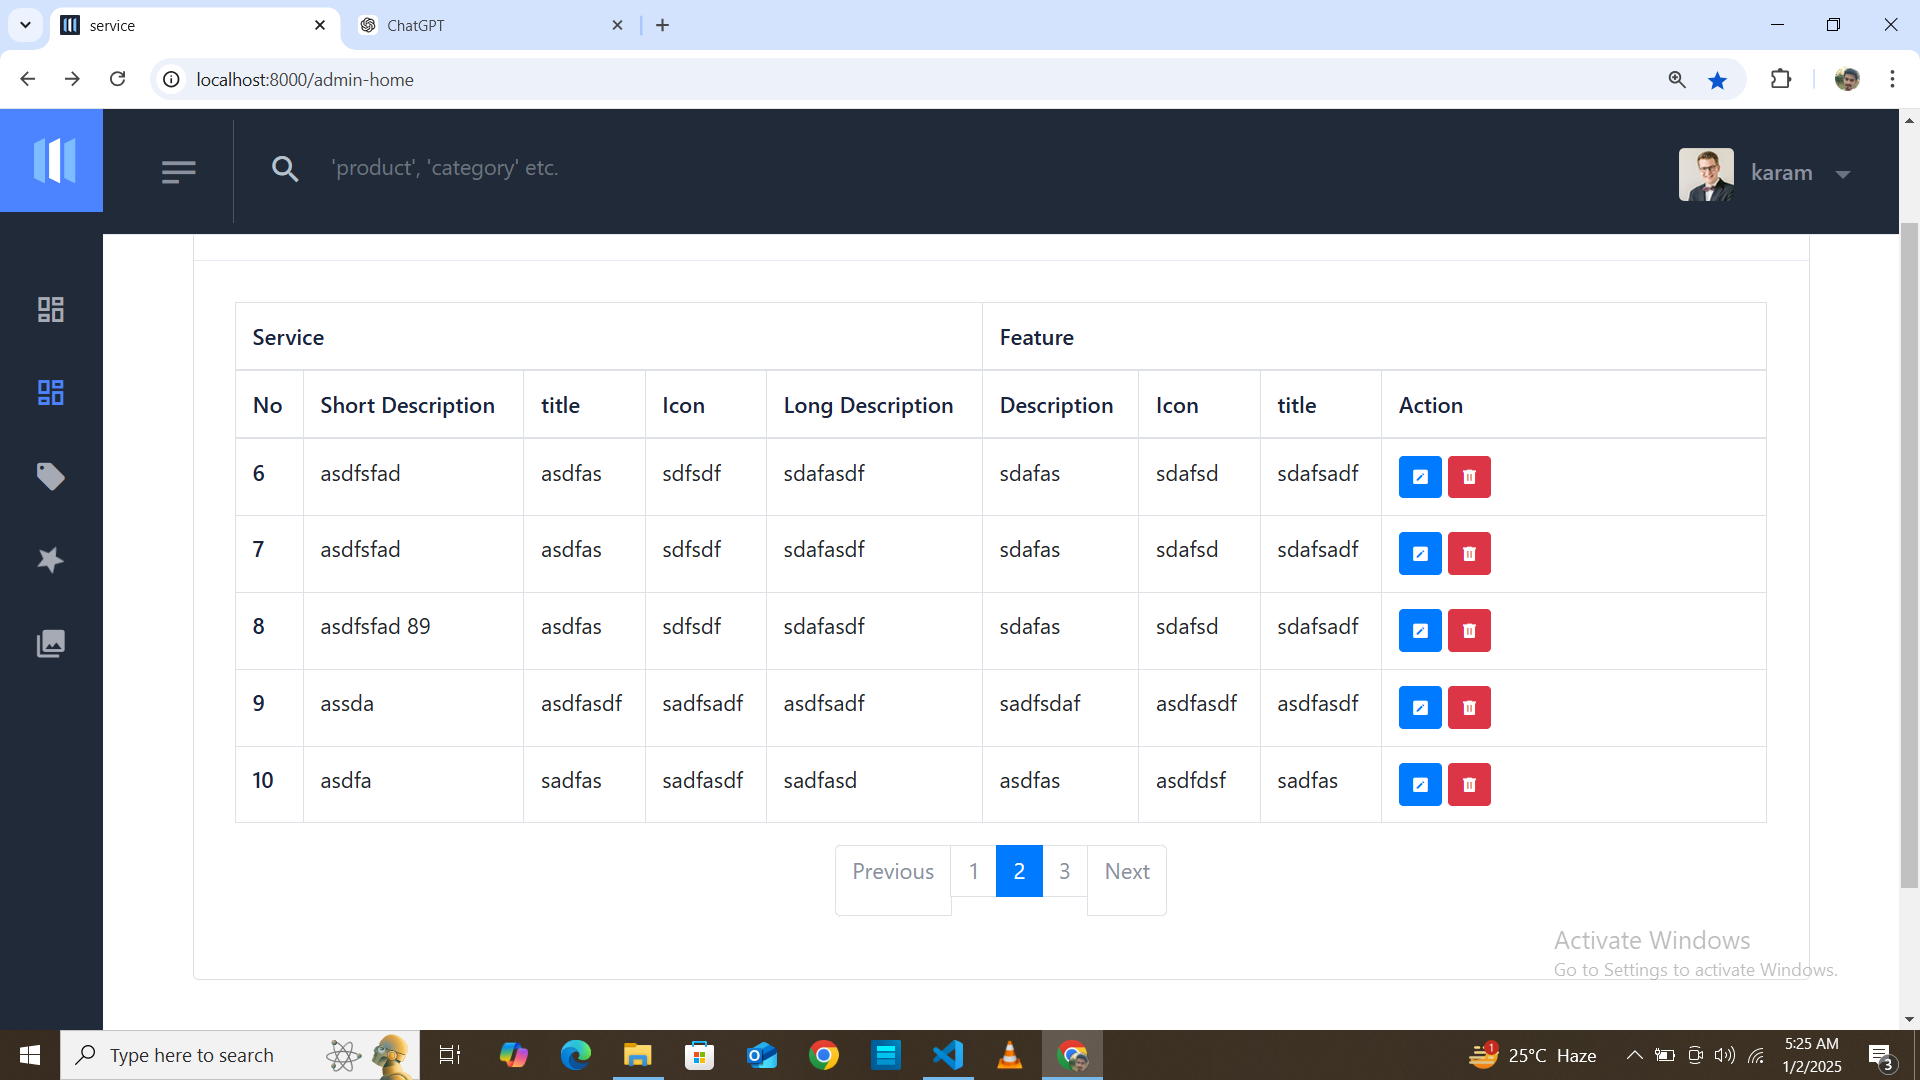 service
ChatGPT
localhost:8000/admin-home
'product', 'category' etc.
karam
Service Feature
No Short Description title Icon Long Description Description Icon title Action
6 asdfsfad asdfas sdfsdf sdafasdf sdafas sdafsd sdafsadf
7 asdfsfad asdfas sdfsdf sdafasdf sdafas sdafsd sdafsadf
8 asdfsfad 89 asdfas sdfsdf sdafasdf sdafas sdafsd sdafsadf
9 assda asdfasdf sadfsadf asdfsadf sadfsdaf asdfasdf asdfasdf
10 asdfa sadfas sadfasdf sadfasd asdfas asdfdsf sadfas
Previous 1 2 3 Next
Activate Windows
Go to Settings to activate Windows.
Type here to search
1
25°C Haze
5:25 AM
1/2/2025
3